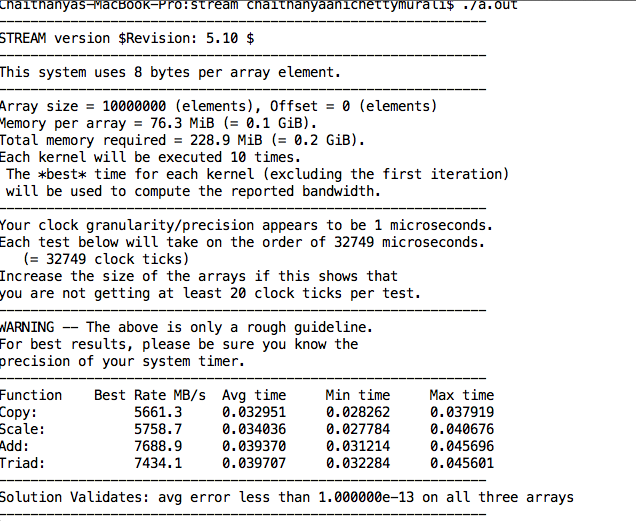 Chaithanyas-MacBook-Pro:stream chaithanyaanichettymurali$ ./a.out
-------------------------------------------------------------
STREAM version $Revision: 5.10 $
-------------------------------------------------------------
This system uses 8 bytes per array element.
-------------------------------------------------------------
Array size = 10000000 (elements), Offset = 0 (elements)
Memory per array = 76.3 MiB (= 0.1 GiB).
Total memory required = 228.9 MiB (= 0.2 GiB).
Each kernel will be executed 10 times.
 The *best* time for each kernel (excluding the first iteration)
 will be used to compute the reported bandwidth.
-------------------------------------------------------------
Your clock granularity/precision appears to be 1 microseconds.
Each test below will take on the order of 32749 microseconds.
   (= 32749 clock ticks)
Increase the size of the arrays if this shows that
you are not getting at least 20 clock ticks per test.
-------------------------------------------------------------
WARNING -- The above is only a rough guideline.
For best results, please be sure you know the
precision of your system timer.
-------------------------------------------------------------
Function    Best Rate MB/s  Avg time     Min time     Max time
Copy:            5661.3     0.032951     0.028262     0.037919
Scale:           5758.7     0.034036     0.027784     0.040676
Add:             7688.9     0.039370     0.031214     0.045696
Triad:           7434.1     0.039707     0.032284     0.045601
-------------------------------------------------------------
Solution Validates: avg error less than 1.000000e-13 on all three arrays
-------------------------------------------------------------